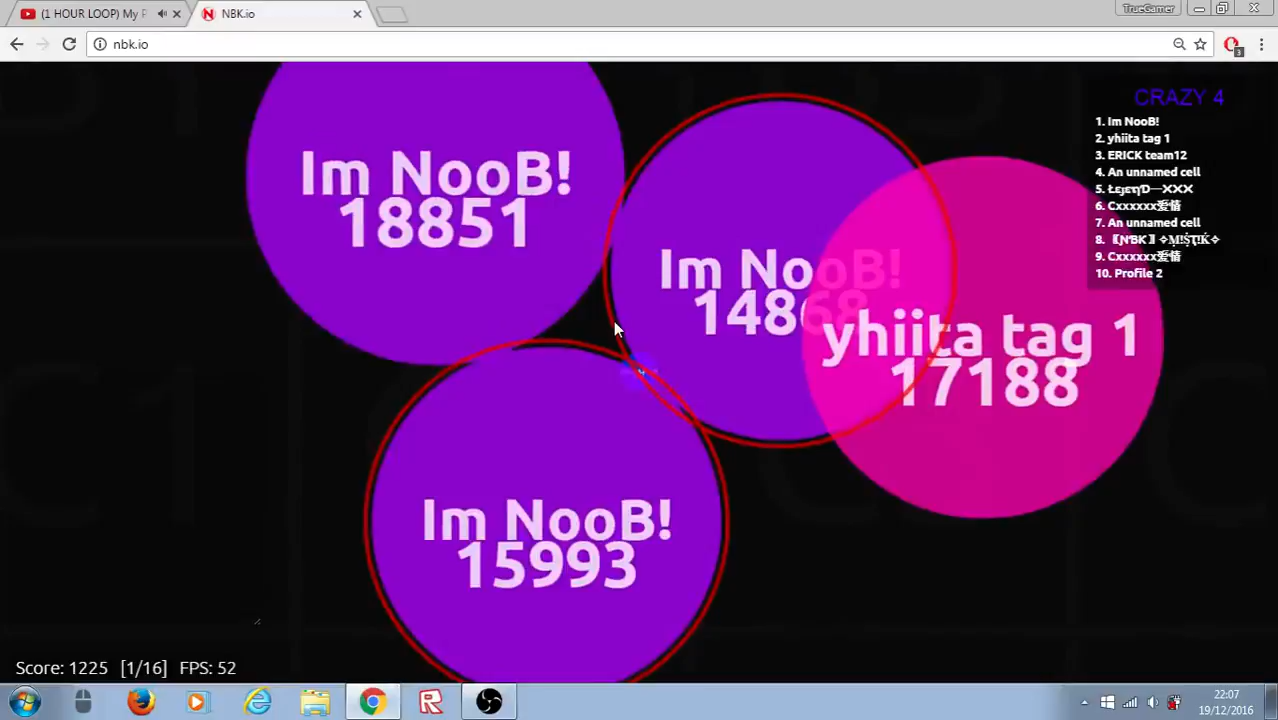 (1 HOUR LOOP) My P
NBK.io
TrueGamer
nbk.io
3
CRAZY 4
1. Im NooB!
2. yhiita tag 1
3. ERICK team12
4. An unnamed cell
6. Cxxxxxx爱情
7. An unnamed cell
9. Cxxxxxx爱情
10. Profile 2
Im NooB!
18851
Im NooB!
yhiita tag 1
17188
Im NooB!
15993
Score: 1225 [1/16] FPS: 52
22:07
19/12/2016